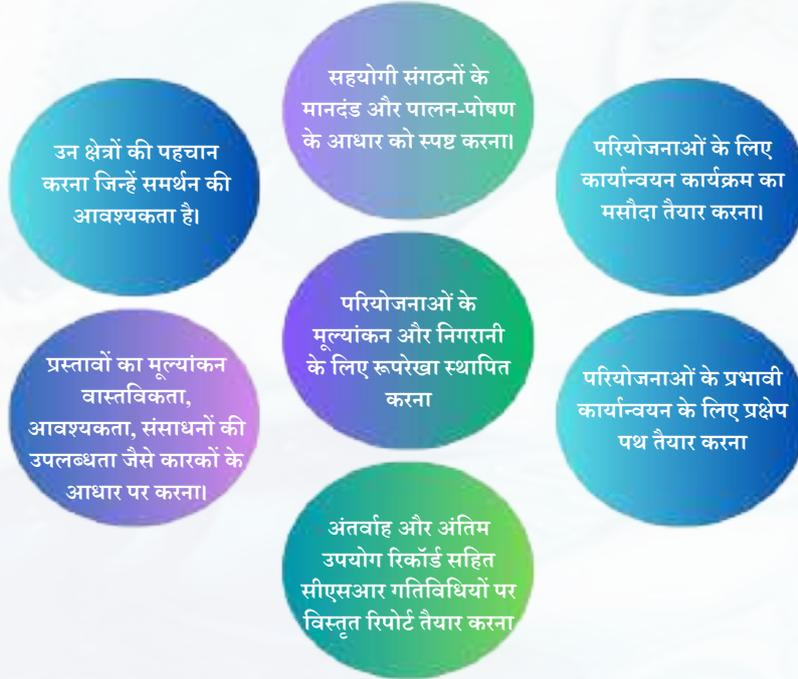 उन क्षेत्रों की पहचान
करना जिन्हें समर्थन की
आवश्यकता है।
सहयोगी संगठनों के
मानदंड और पालन-पोषण
के आधार को स्पष्ट करना।
परियोजनाओं के लिए
कार्यान्वयन कार्यक्रम का
मसौदा तैयार करना।
प्रस्तावों का मूल्यांकन
वास्तविकता,
आवश्यकता, संसाधनों की
उपलब्धता जैसे कारकों के
आधार पर करना।
परियोजनाओं के
मूल्यांकन और निगरानी
के लिए रूपरेखा स्थापित
करना
परियोजनाओं के प्रभावी
कार्यान्वयन के लिए प्रक्षेप
पथ तैयार करना
अंतर्वाह और अंतिम
उपयोग रिकॉर्ड सहित
सीएसआर गतिविधियों पर
विस्तृत रिपोर्ट तैयार करना